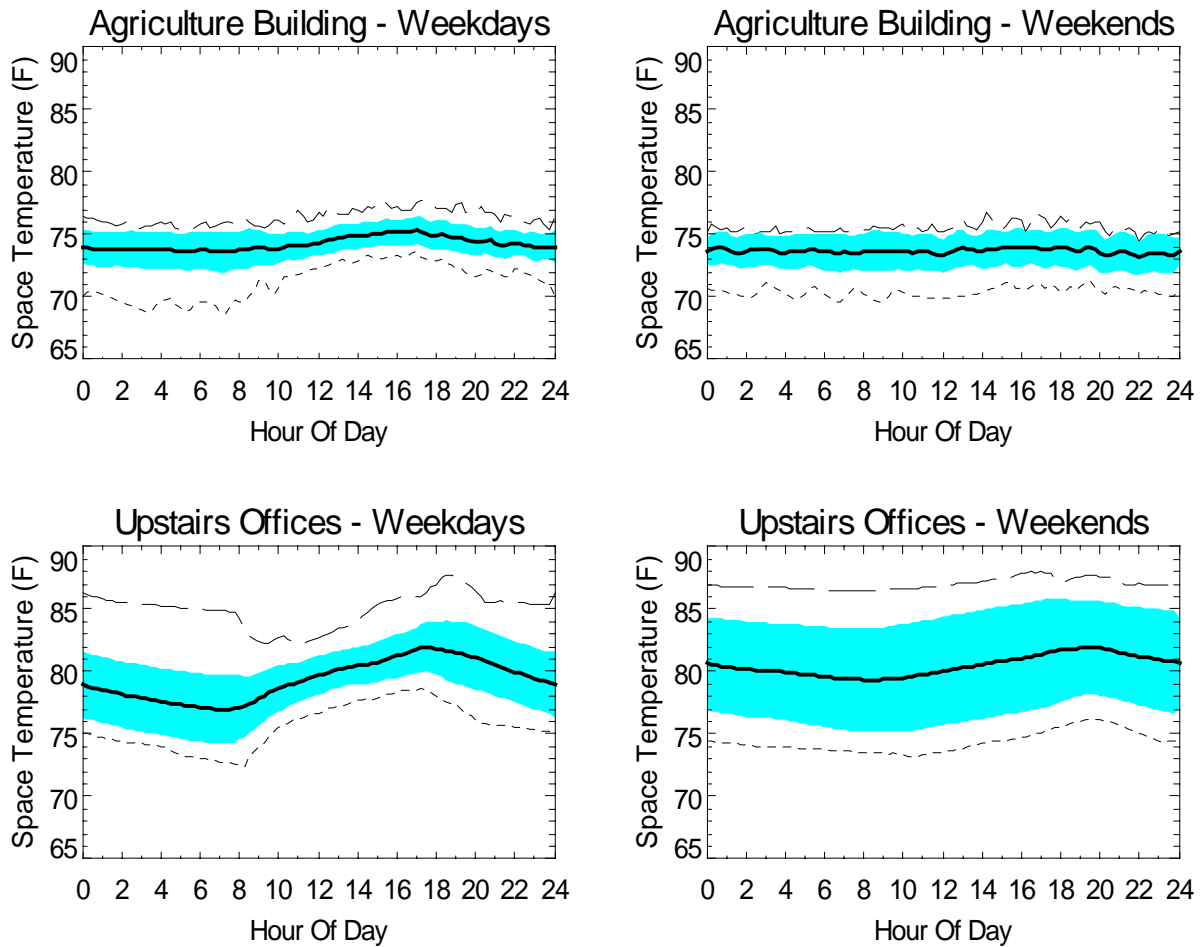 Agriculture Building - Weekdays
Space Temperature (F)
90
85
80
75
70
65
0 2 4 6 8 10 12 14 16 18 20 22 24
Hour Of Day
Agriculture Building - Weekends
Space Temperature (F)
90
85
80
75
70
65
0 2 4 6 8 10 12 14 16 18 20 22 24
Hour Of Day
Upstairs Offices - Weekdays
Space Temperature (F)
90
85
80
75
70
65
0 2 4 6 8 10 12 14 16 18 20 22 24
Hour Of Day
Upstairs Offices - Weekends
Space Temperature (F)
90
85
80
75
70
65
0 2 4 6 8 10 12 14 16 18 20 22 24
Hour Of Day